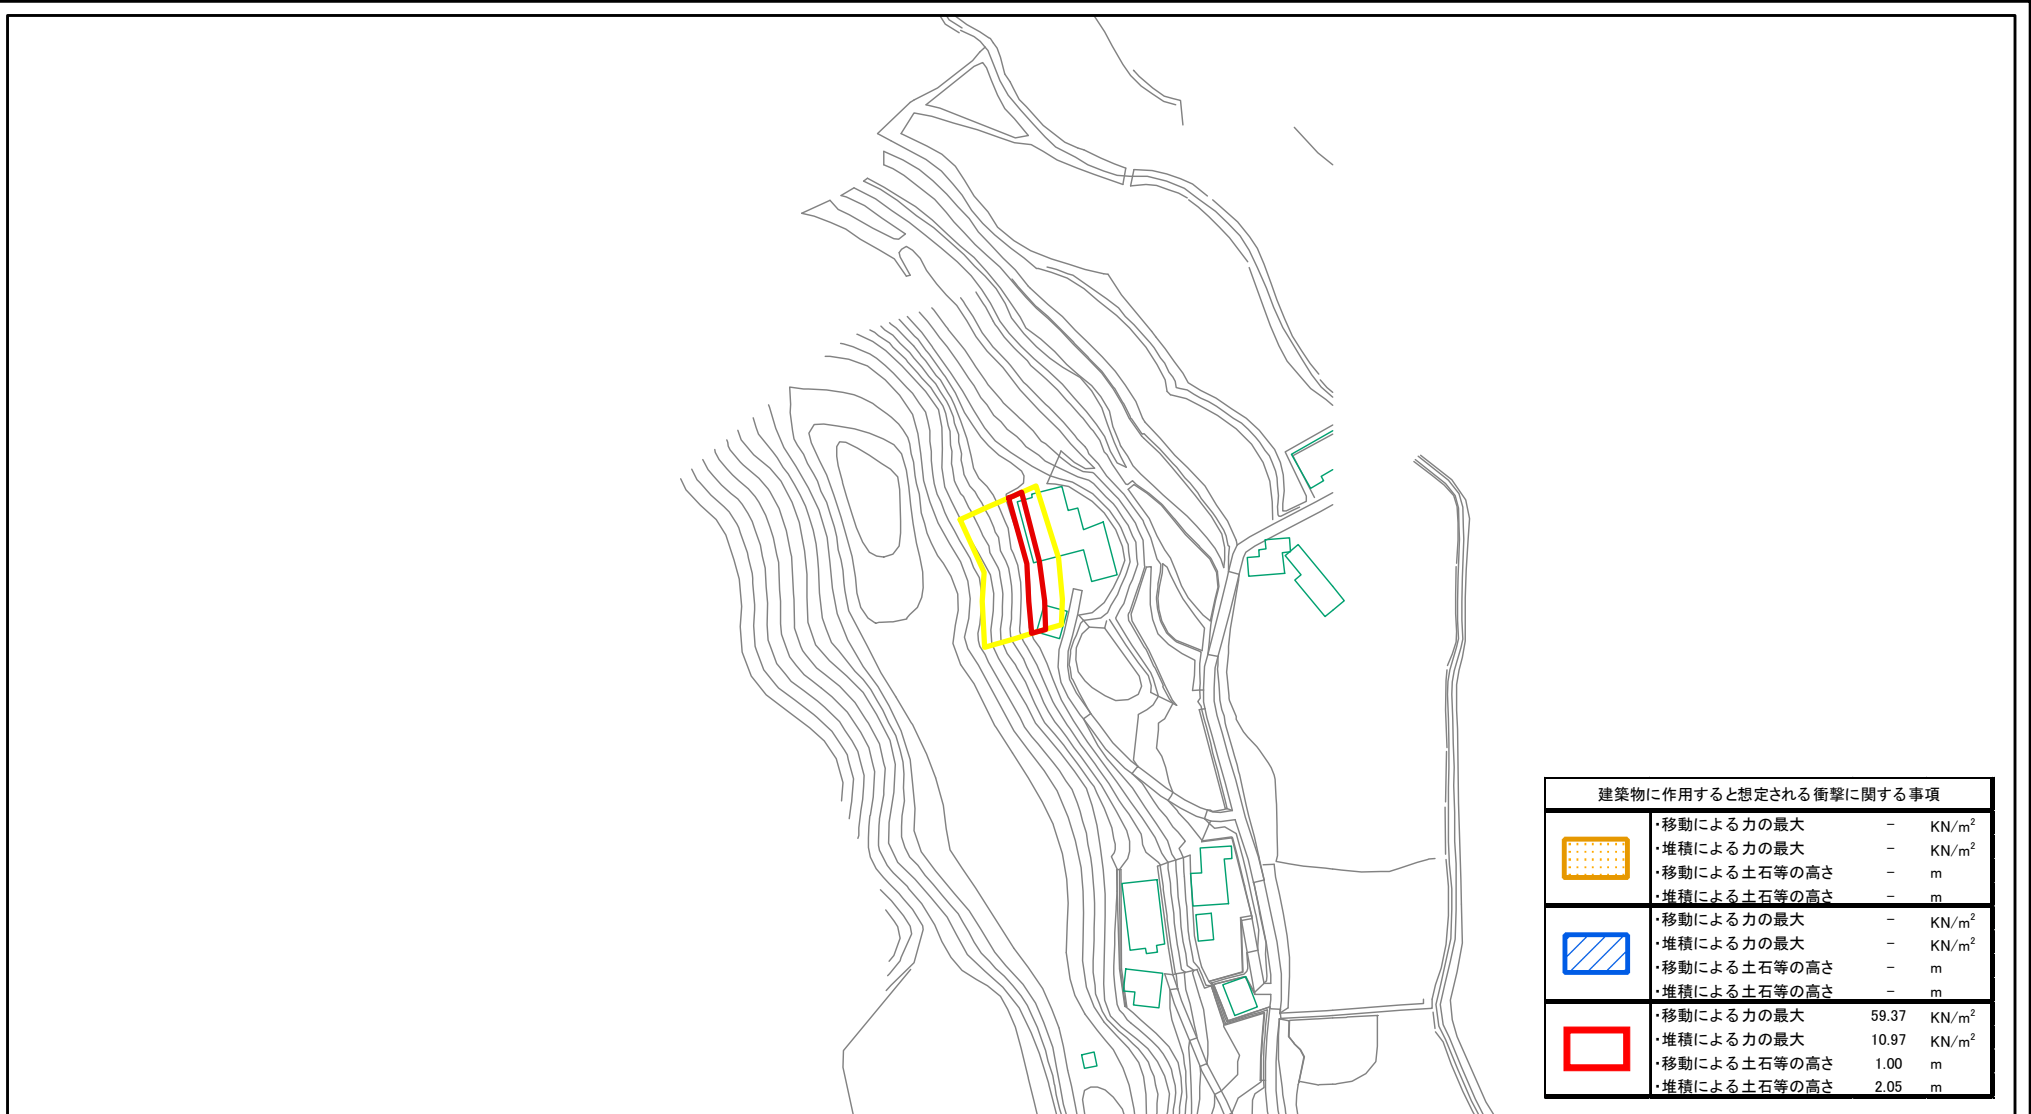 建築物に作用すると想定される衝撃に関する事項
・移動による力の最大 - KN/m²
・堆積による力の最大 - KN/m²
・移動による土石等の高さ - m
・堆積による土石等の高さ - m
・移動による力の最大 - KN/m²
・堆積による力の最大 - KN/m²
・移動による土石等の高さ - m
・堆積による土石等の高さ - m
・移動による力の最大 59.37 KN/m²
・堆積による力の最大 10.97 KN/m²
・移動による土石等の高さ 1.00 m
・堆積による土石等の高さ 2.05 m